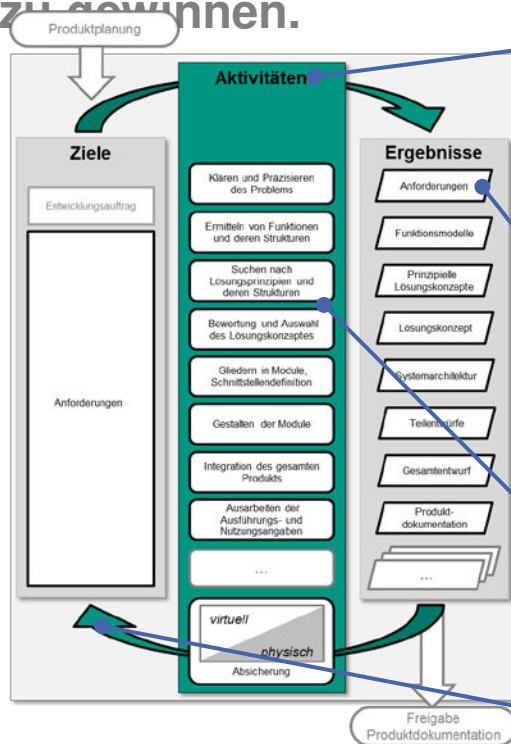 zu gewinnen.
Produktplanung
Aktivitäten
Ziele
Entwicklungsauftrag
Anforderungen
Klären und Präzisieren
des Problems
Ermitteln von Funktionen
und deren Strukturen
Suchen nach
Lösungsprinzipien und
deren Strukturen
Bewertung und Auswahl
des Lösungskonzeptes
Gliedern in Module,
Schnittstellendefinition
Gestalten der Module
Integration des gesamten
Produkts
Ausarbeiten der
Ausführungs- und
Nutzungsangaben
...
virtuell
physisch
Absicherung
Ergebnisse
Anforderungen
Funktionsmodelle
Prinzipielle
Lösungskonzepte
Lösungskonzept
Systemarchitektur
Teilentwürfe
Gesamtentwurf
Produkt-
dokumentation
...
Freigabe
Produktdokumentation